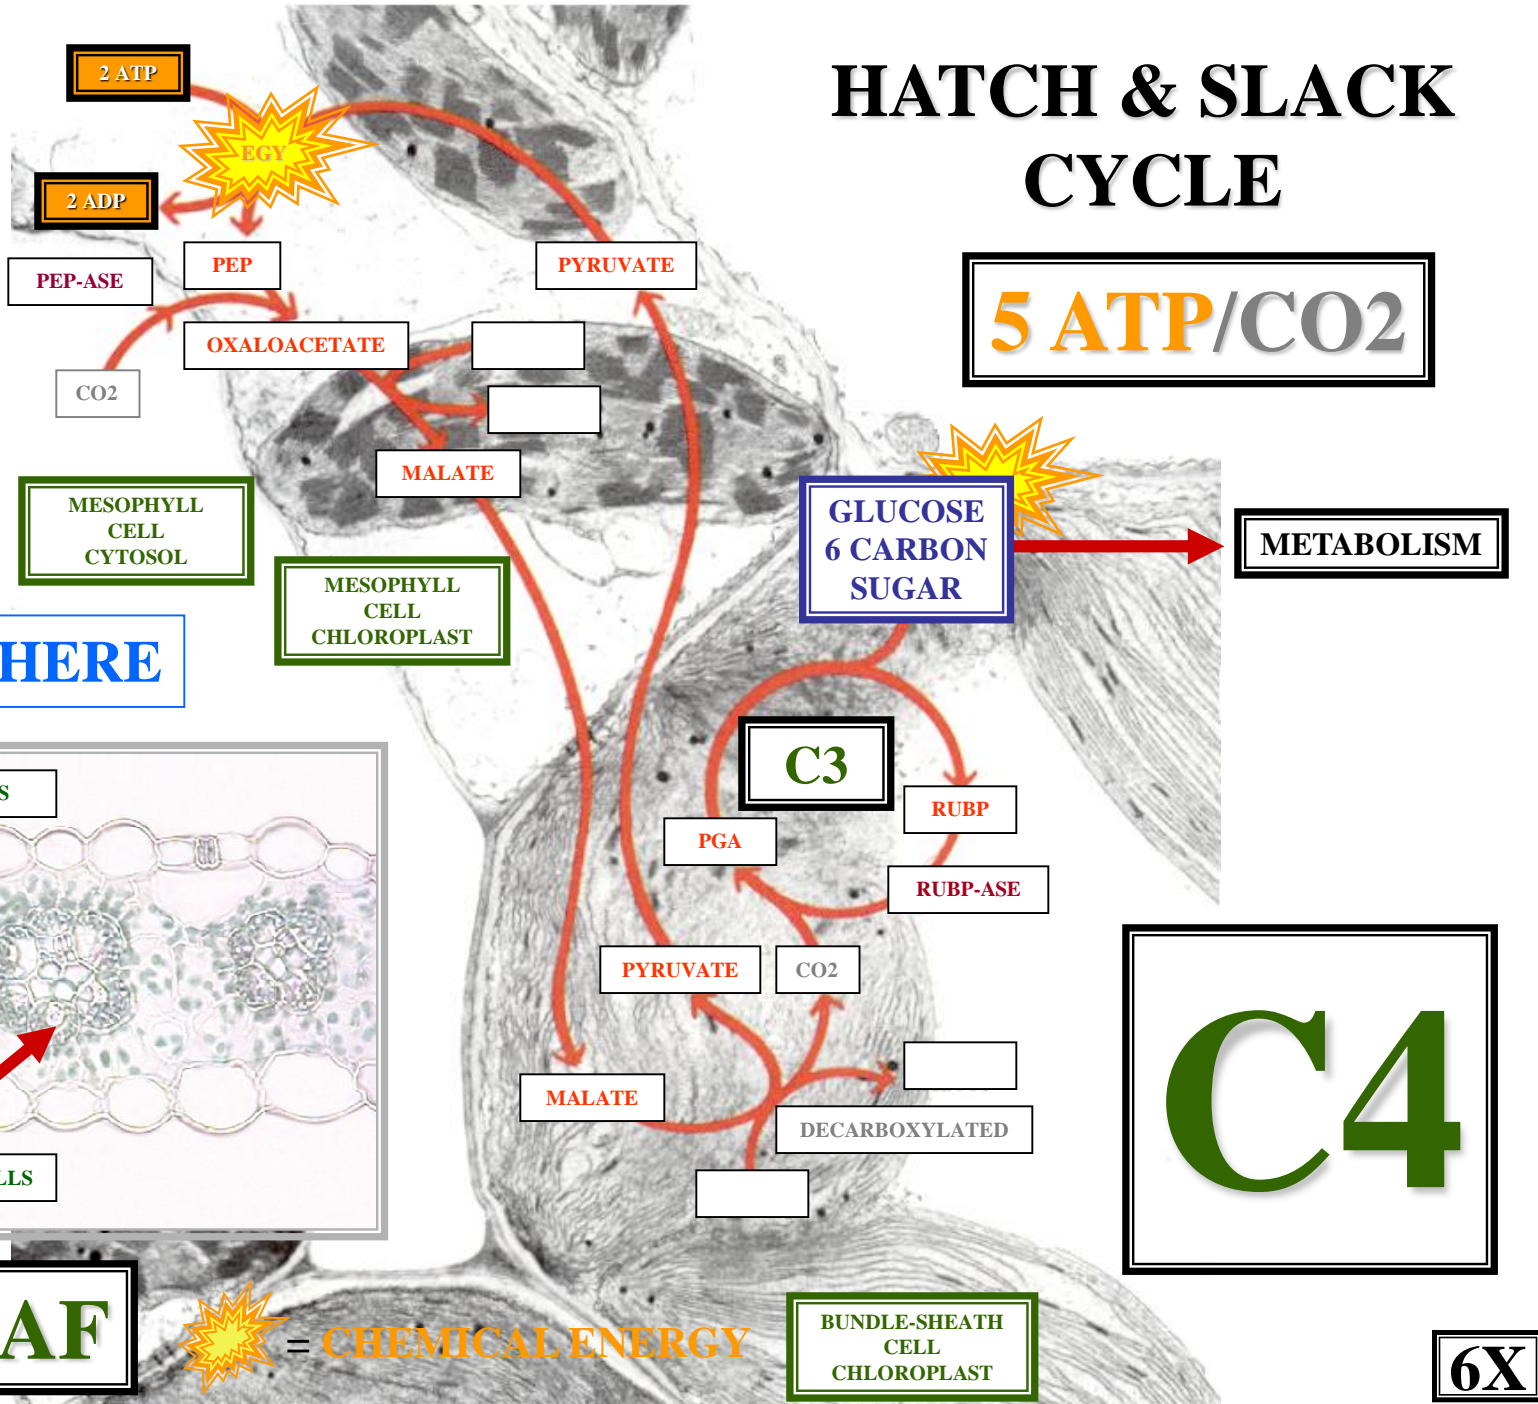 HATCH & SLACK
CYCLE
5 ATP/CO2
2 ATP
EGY
2 ADP
PEP-ASE
PEP
PYRUVATE
OXALOACETATE
CO2
MALATE
MESOPHYLL
CELL
CYTOSOL
MESOPHYLL
CELL
CHLOROPLAST
GLUCOSE
6 CARBON
SUGAR
METABOLISM
HERE
C3
S
RUBP
PGA
RUBP-ASE
PYRUVATE
CO2
MALATE
DECARBOXYLATED
C4
LLS
AF
= CHEMICAL ENERGY
BUNDLE-SHEATH
CELL
CHLOROPLAST
6X